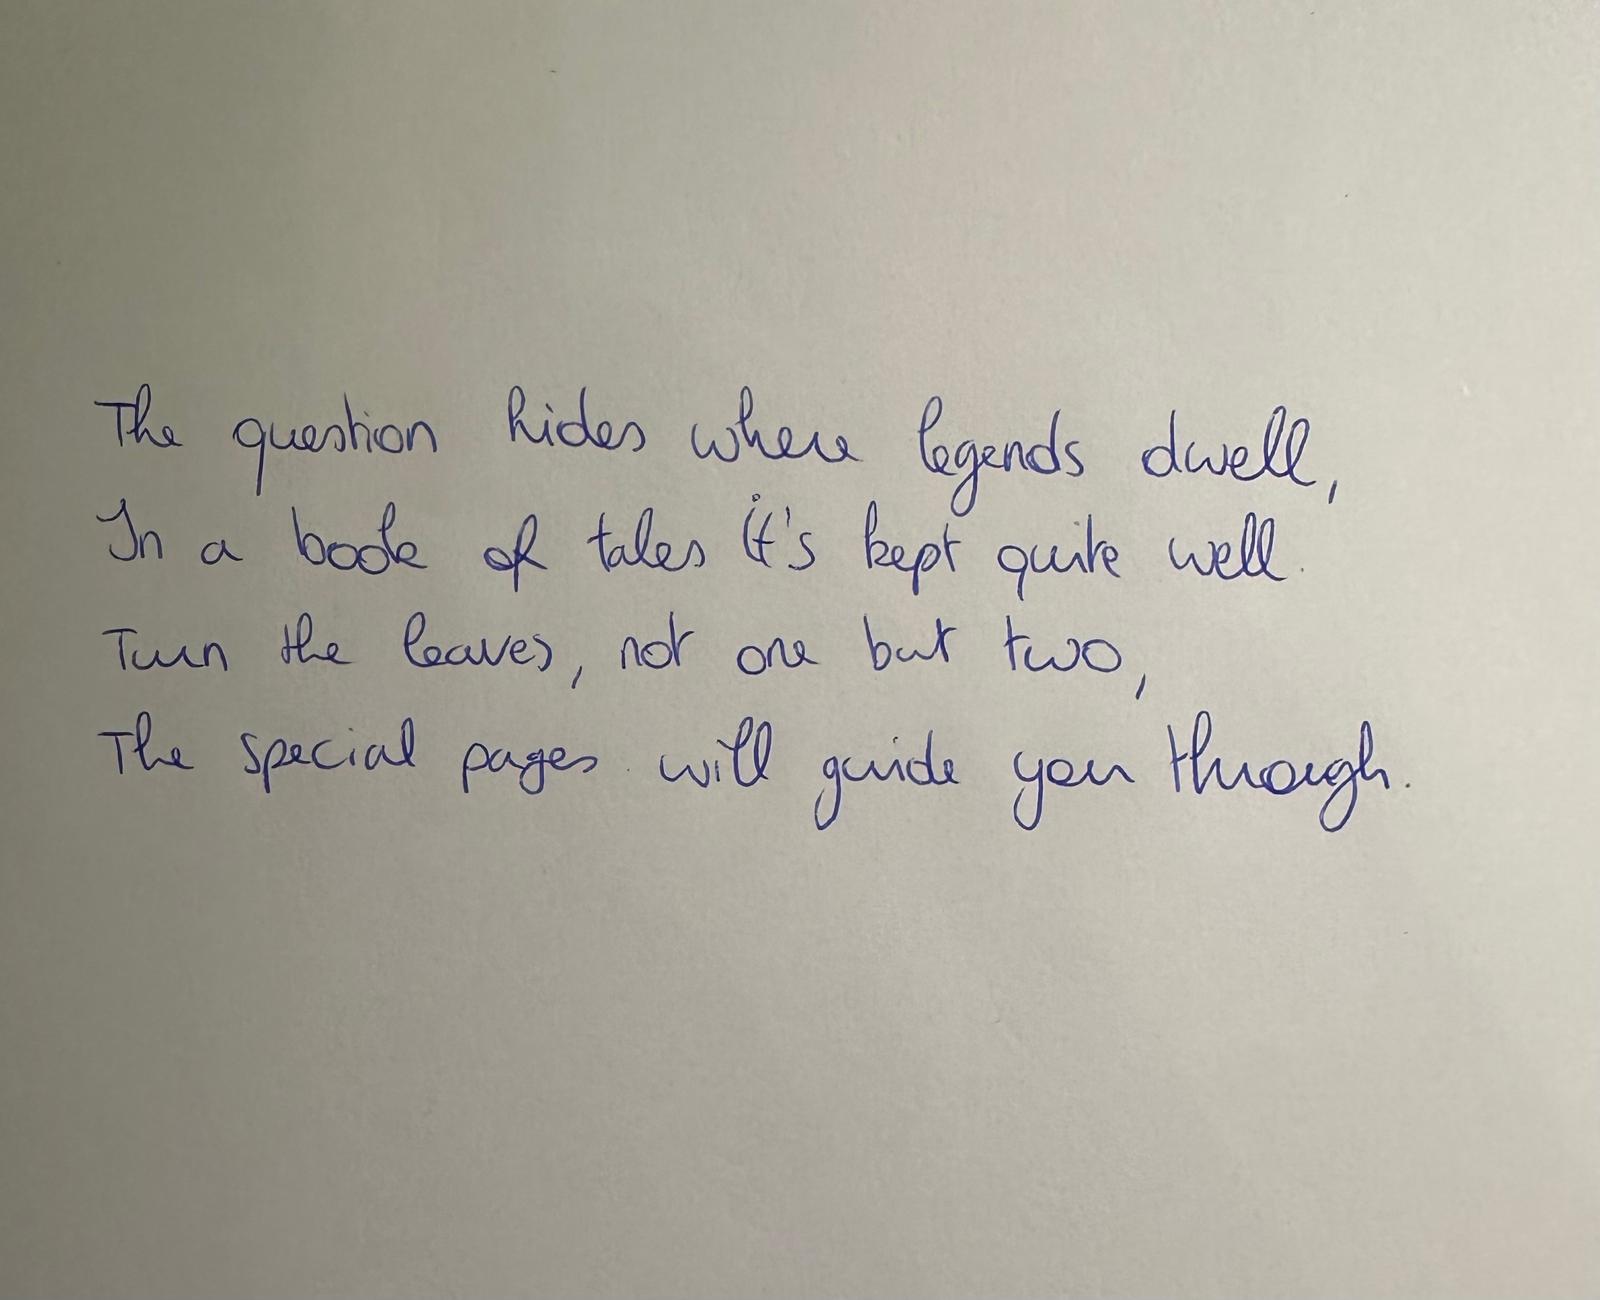 The question hides where legends dwell,
In a book of tales it's kept quite well.
Turn the leaves, not one but two,
The special pages will guide you through.